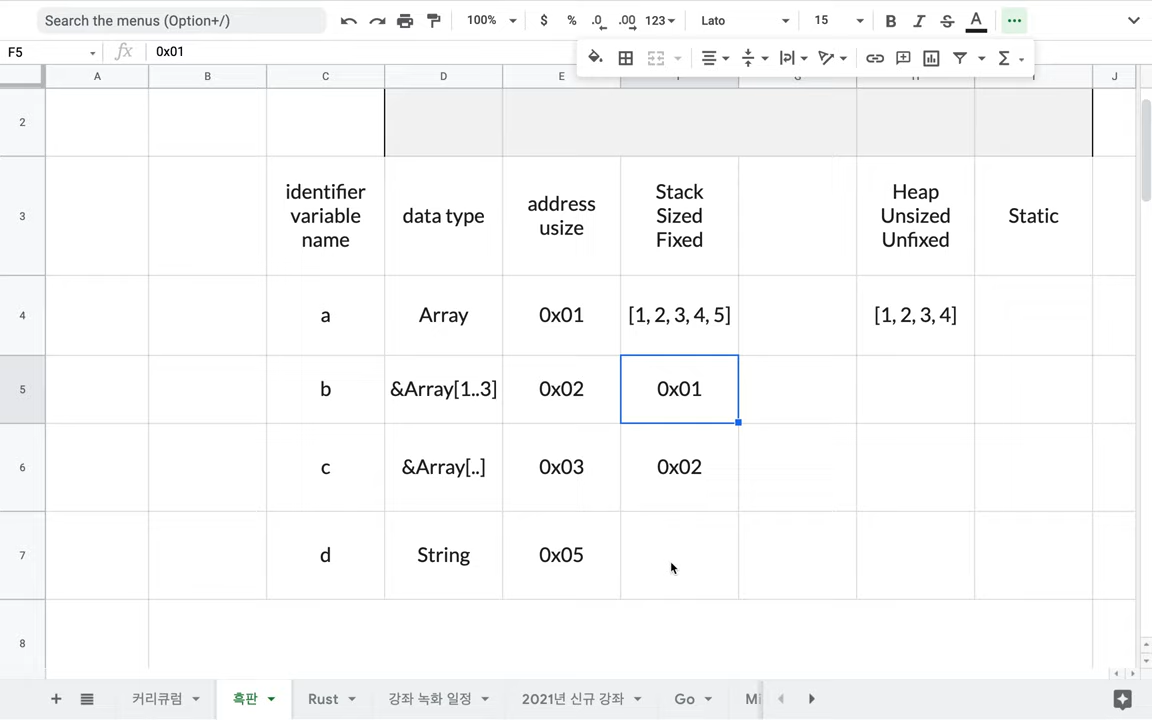 Search the menus (Option+/)
100%
$ % .0 .00 123
Lato
15
B I S A
F5
fx
0x01
A B C D E G J
2
3
identifier
variable
name
data type
address
usize
Stack
Sized
Fixed
Heap
Unsized
Unfixed
Static
4
a
Array
0x01
[1, 2, 3, 4, 5]
[1, 2, 3, 4]
5
b
&Array[1..3]
0x02
0x01
6
c
&Array[..]
0x03
0x02
7
d
String
0x05
8
커리큐럼
흑판
Rust
강좌 녹화 일정
2021년 신규 강좌
Go
Mi